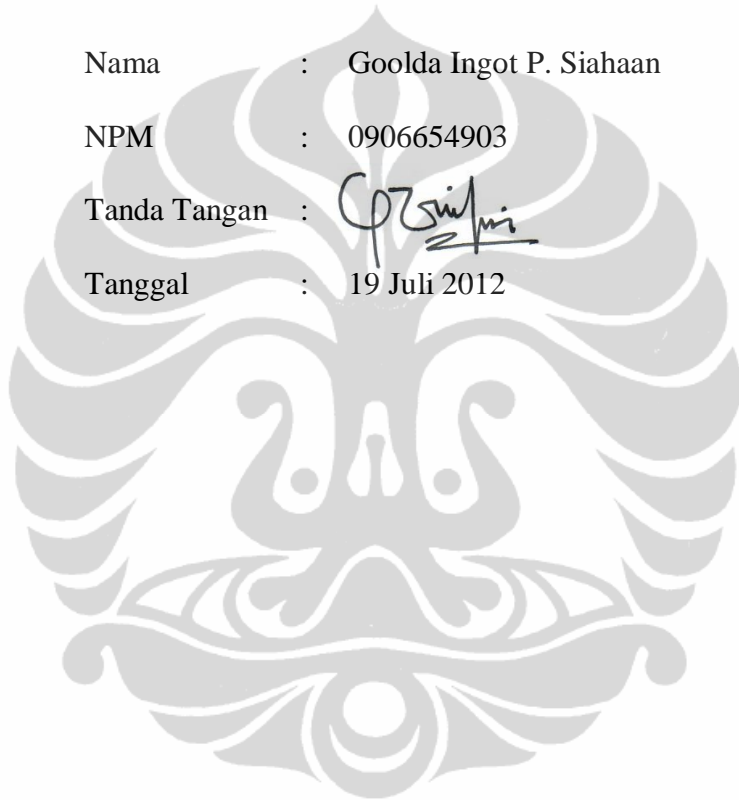 Nama : Goolda Ingot P. Siahaan
NPM : 0906654903
Tanda Tangan :
Tanggal : 19 Juli 2012